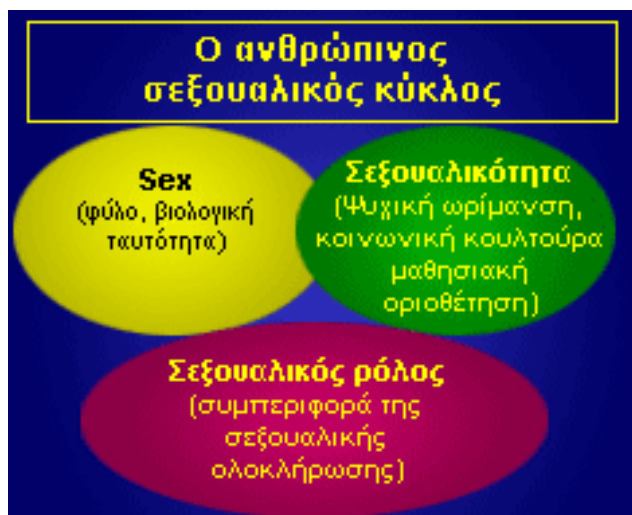 Ο ανθρώπινος
σεξουαλικός κύκλος
Sex
(φύλο, βιολογική
ταυτότητα)
Σεξουαλικότητα
(Ψυχική ωρίμανση,
κοινωνική κουλτούρα
μαθησιακή
οριοθέτηση)
Σεξουαλικός ρόλος
(συμπεριφορά της
σεξουαλικής
ολοκλήρωσης)